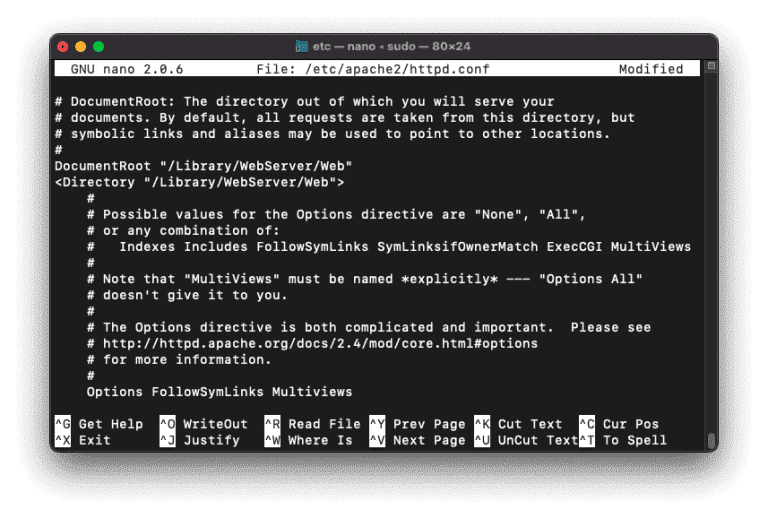 etc — nano ◂ sudo — 80×24
GNU nano 2.0.6 File: /etc/apache2/httpd.conf Modified
# DocumentRoot: The directory out of which you will serve your
# documents. By default, all requests are taken from this directory, but
# symbolic links and aliases may be used to point to other locations.
#
DocumentRoot "/Library/WebServer/Web"
<Directory "/Library/WebServer/Web">
#
# Possible values for the Options directive are "None", "All",
# or any combination of:
#   Indexes Includes FollowSymLinks SymLinksifOwnerMatch ExecCGI MultiViews
#
# Note that "MultiViews" must be named *explicitly* --- "Options All"
# doesn't give it to you.
#
# The Options directive is both complicated and important.  Please see
# http://httpd.apache.org/docs/2.4/mod/core.html#options
# for more information.
#
Options FollowSymLinks Multiviews
^G Get Help ^O WriteOut ^R Read File ^Y Prev Page ^K Cut Text ^C Cur Pos
^X Exit ^J Justify ^W Where Is ^V Next Page ^U UnCut Text ^T To Spell